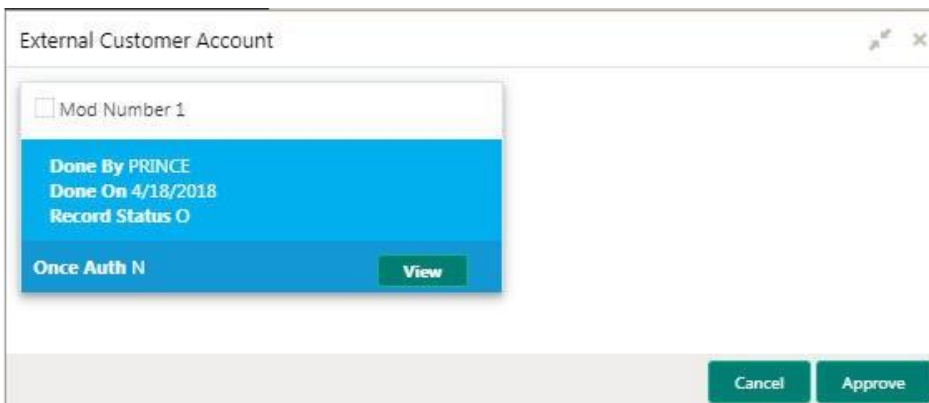 External Customer Account
Mod Number 1
Done By PRINCE
Done On 4/18/2018
Record Status O
Once Auth N
View
Cancel
Approve